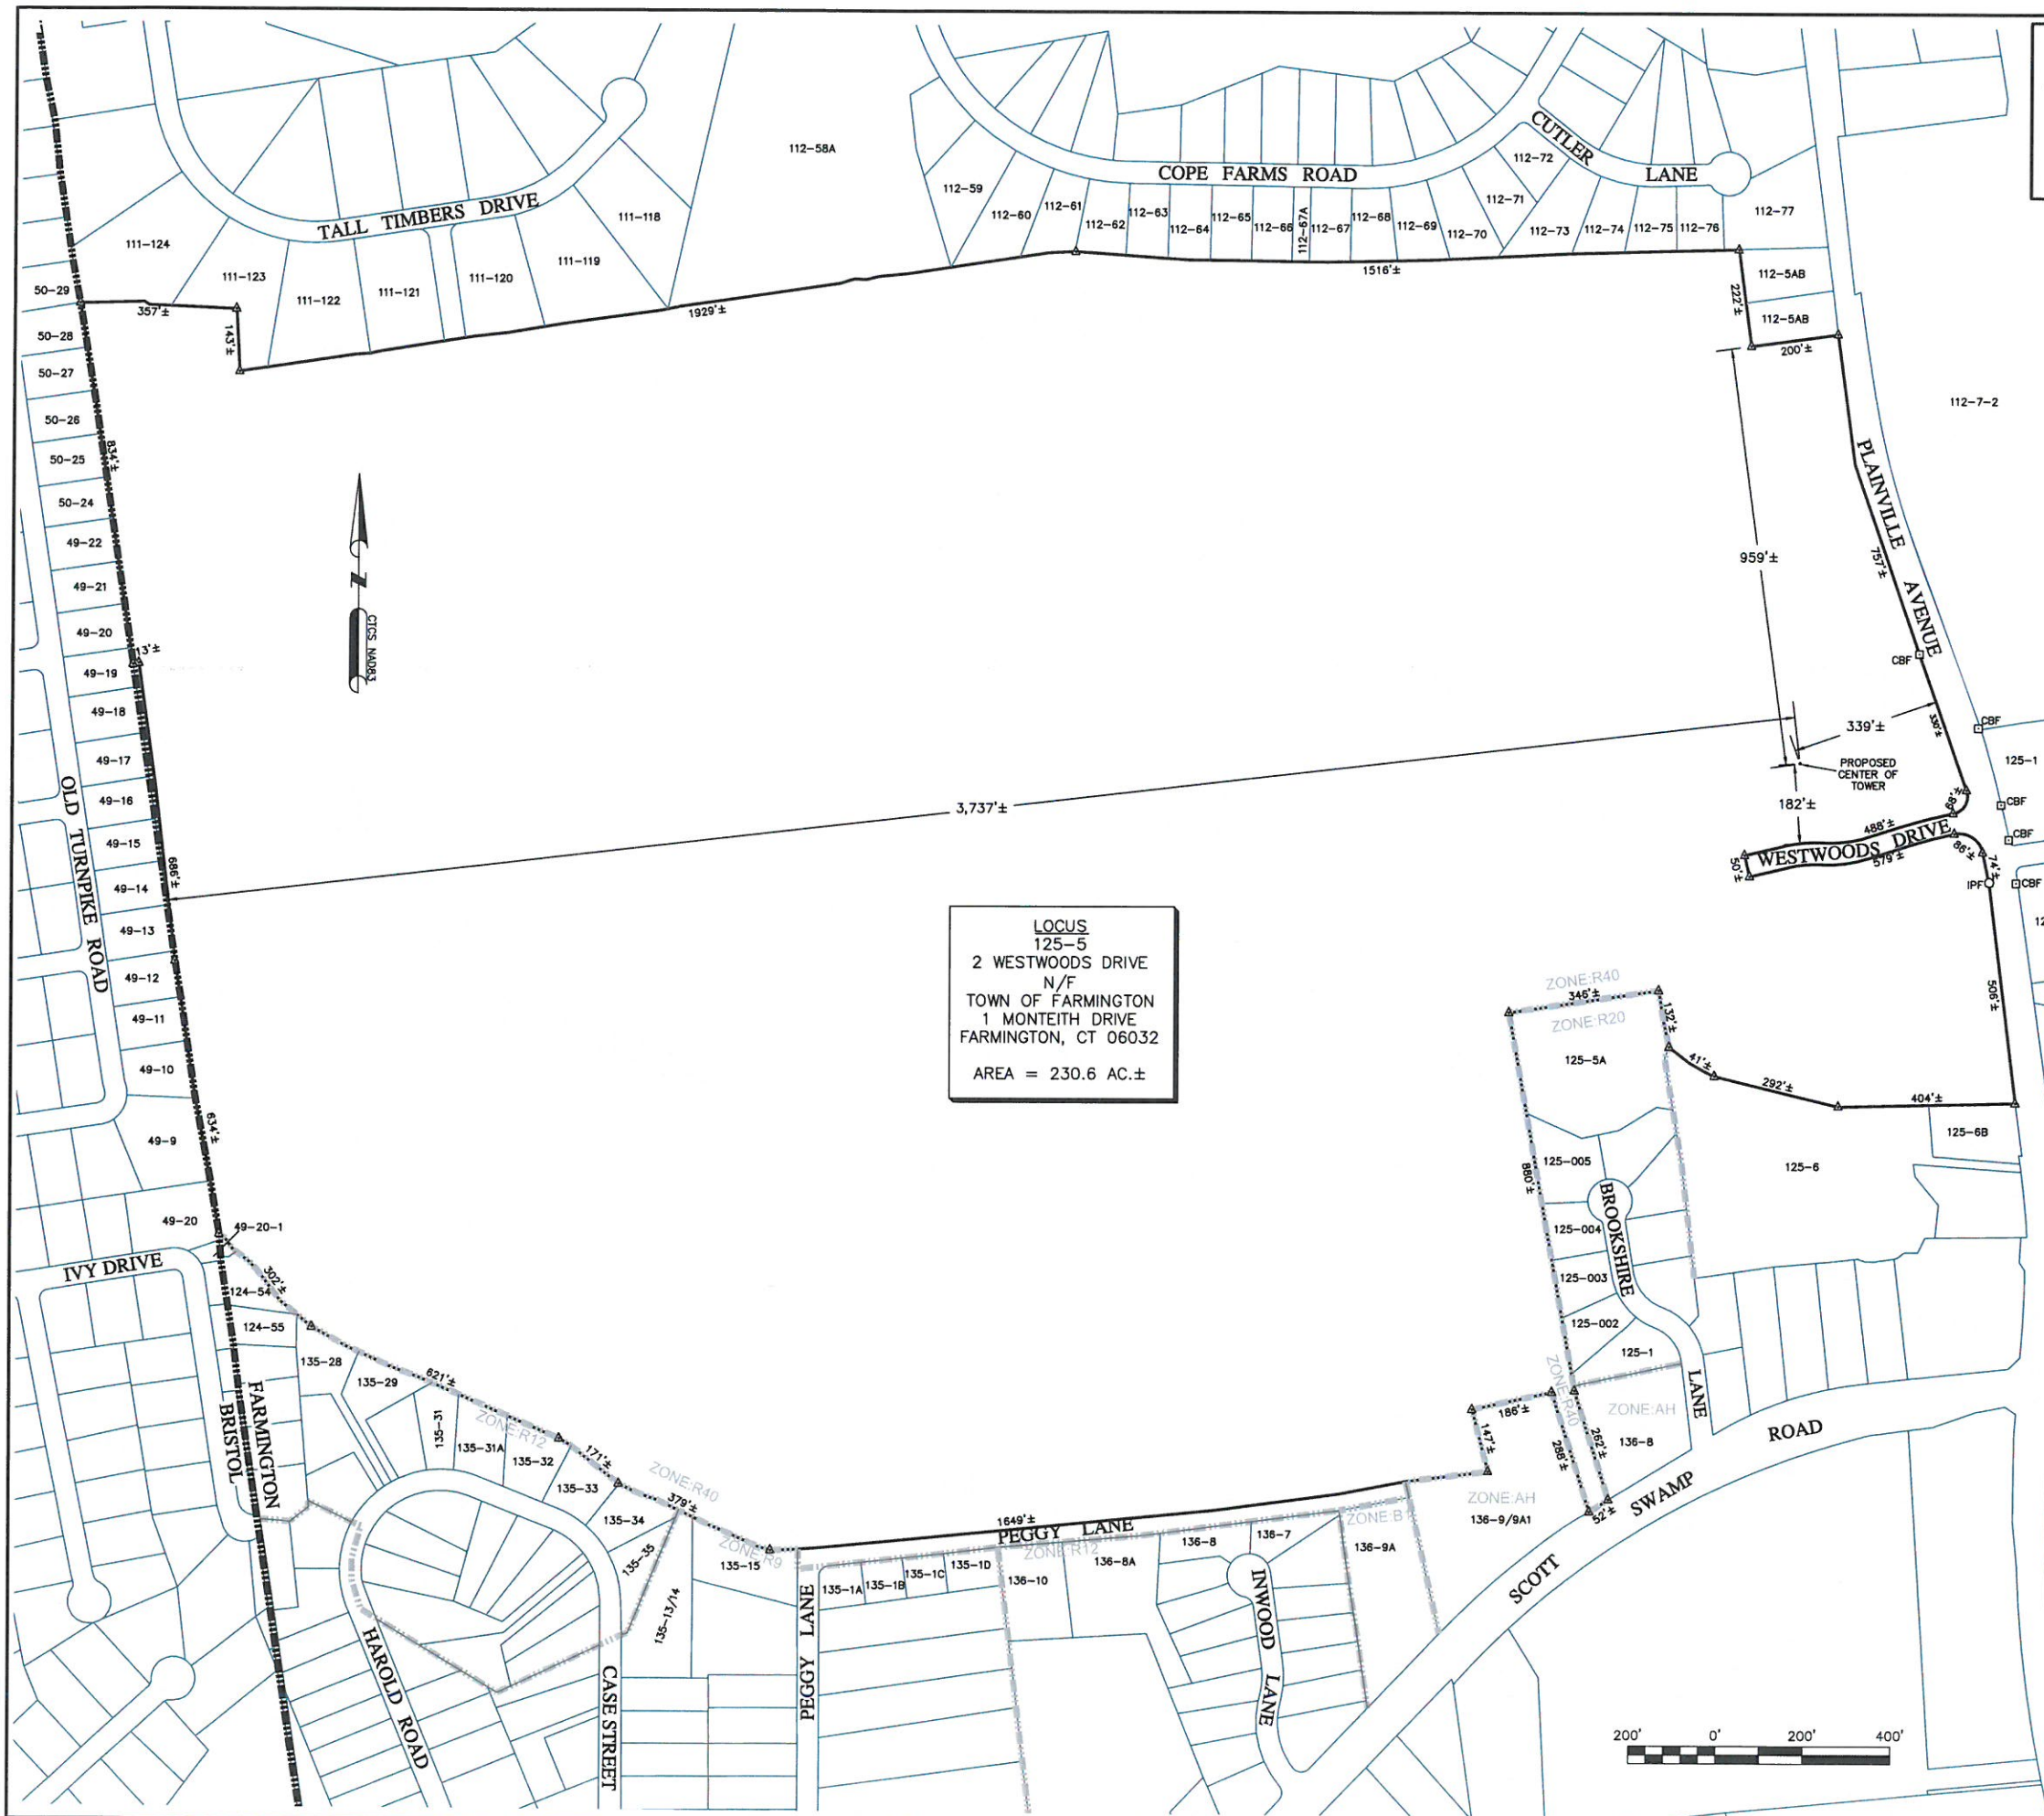 112-58A
112-59
112-60
112-61
112-62
112-63
112-64
112-65
112-66
112-67A
112-67
112-68
112-69
112-70
112-71
112-72
112-73
112-74
112-75
112-76
112-77
COPE FARMS ROAD
CUTLER
LANE
TALL TIMBERS DRIVE
111-124
111-123
111-122
111-121
111-120
111-119
111-118
357'±
143'±
1929'±
1516'±
222'±
200'±
112-5AB
112-5AB
112-7-2
50-29
50-28
50-27
50-26
50-25
50-24
49-22
49-21
49-20
49-19
49-18
49-17
49-16
49-15
49-14
49-13
49-12
49-11
49-10
49-9
49-20
49-20-1
834'±
13'±
686'±
634'±
OLD TURNPIKE ROAD
N
CTCS NAD83
PLAINVILLE AVENUE
757'±
959'±
339'±
330'±
CBF
CBF
CBF
CBF
CBF
IPF
125-1
PROPOSED
CENTER OF
TOWER
182'±
3,737'±
68'±
488'±
WESTWOODS DRIVE
579'±
50'±
86'±
74'±
506'±
LOCUS
125-5
2 WESTWOODS DRIVE
N/F
TOWN OF FARMINGTON
1 MONTEITH DRIVE
FARMINGTON, CT 06032
AREA = 230.6 AC.±
ZONE:R40
346'±
ZONE:R20
132'±
125-5A
41'±
292'±
404'±
125-6B
125-6
880'±
125-005
125-004
125-003
125-002
125-1
BROOKSHIRE
LANE
IVY DRIVE
302'±
124-54
124-55
135-28
135-29
621'±
135-31
135-31A
ZONE:R12
135-32
171'±
135-33
ZONE:R40
379'±
135-34
135-35
ZONE:R9
135-15
135-13/14
FARMINGTON
BRISTOL
HAROLD ROAD
CASE STREET
PEGGY LANE
1649'±
PEGGY LANE
ZONE:R12
135-1A
135-1B
135-1C
135-1D
136-10
136-8A
136-8
136-7
ZONE:B1
136-9A
INWOOD LANE
186'±
147'±
ZONE:R40
288'±
262'±
52'±
ZONE:AH
136-8
ZONE:AH
136-9/9A1
SCOTT
SWAMP
ROAD
200'
0'
200'
400'